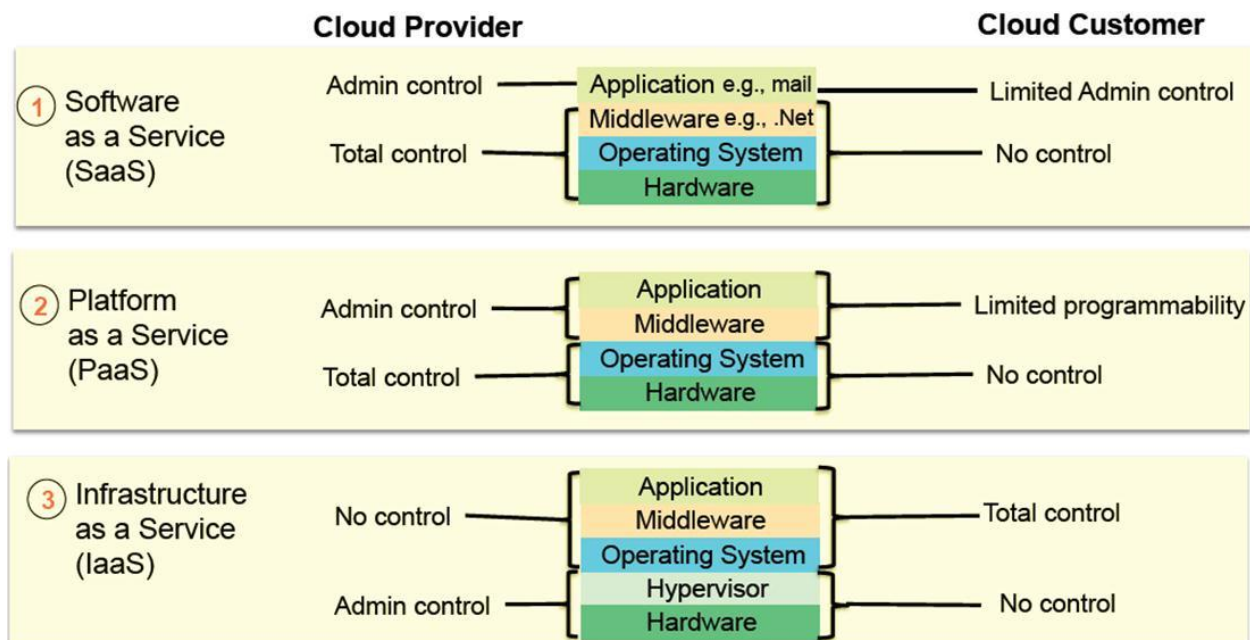 Cloud Provider
Cloud Customer
1
Software
as a Service
(SaaS)
Admin control
Total control
Application e.g., mail
Middleware e.g., .Net
Operating System
Hardware
Limited Admin control
No control
2
Platform
as a Service
(PaaS)
Admin control
Total control
Application
Middleware
Operating System
Hardware
Limited programmability
No control
3
Infrastructure
as a Service
(IaaS)
No control
Admin control
Application
Middleware
Operating System
Hypervisor
Hardware
Total control
No control